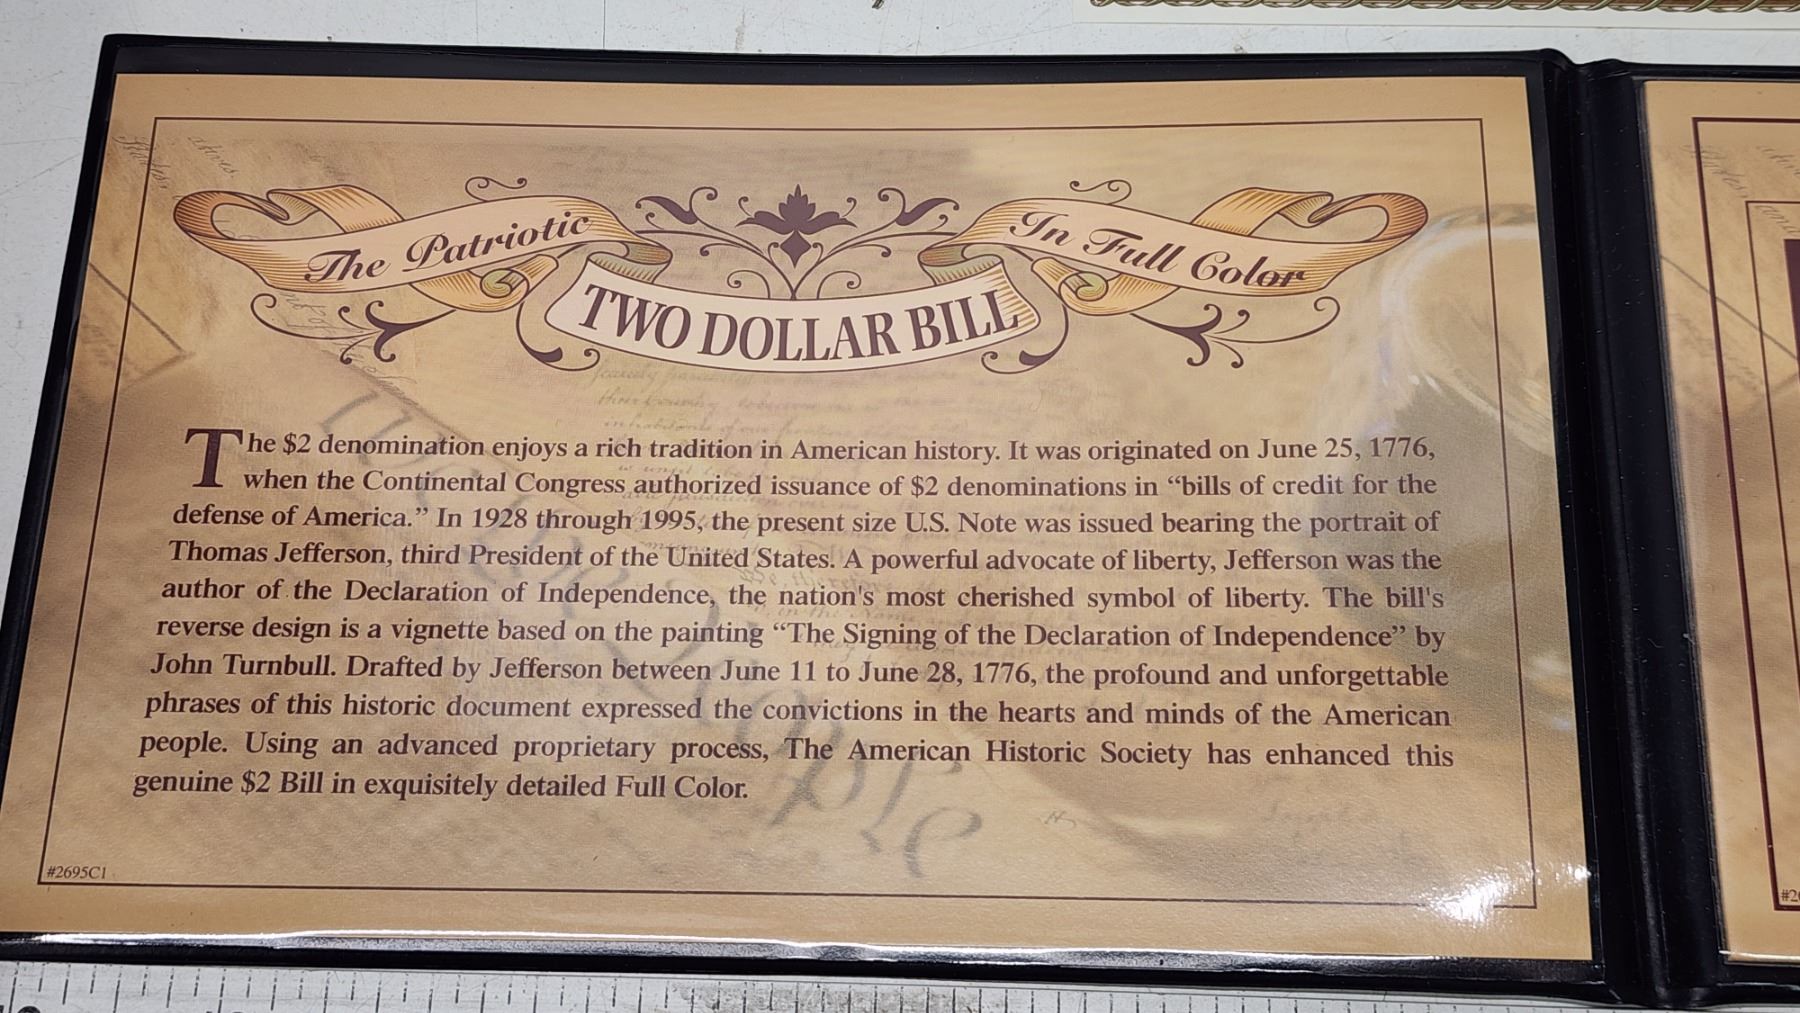 The Patriotic
TWO DOLLAR BILL
In Full Color
The $2 denomination enjoys a rich tradition in American history. It was originated on June 25, 1776,
when the Continental Congress authorized issuance of $2 denominations in “bills of credit for the
defense of America.” In 1928 through 1995, the present size U.S. Note was issued bearing the portrait of
Thomas Jefferson, third President of the United States. A powerful advocate of liberty, Jefferson was the
author of the Declaration of Independence, the nation's most cherished symbol of liberty. The bill's
reverse design is a vignette based on the painting “The Signing of the Declaration of Independence” by
John Turnbull. Drafted by Jefferson between June 11 to June 28, 1776, the profound and unforgettable
phrases of this historic document expressed the convictions in the hearts and minds of the American
people. Using an advanced proprietary process, The American Historic Society has enhanced this
genuine $2 Bill in exquisitely detailed Full Color.
We the People
#2695C1